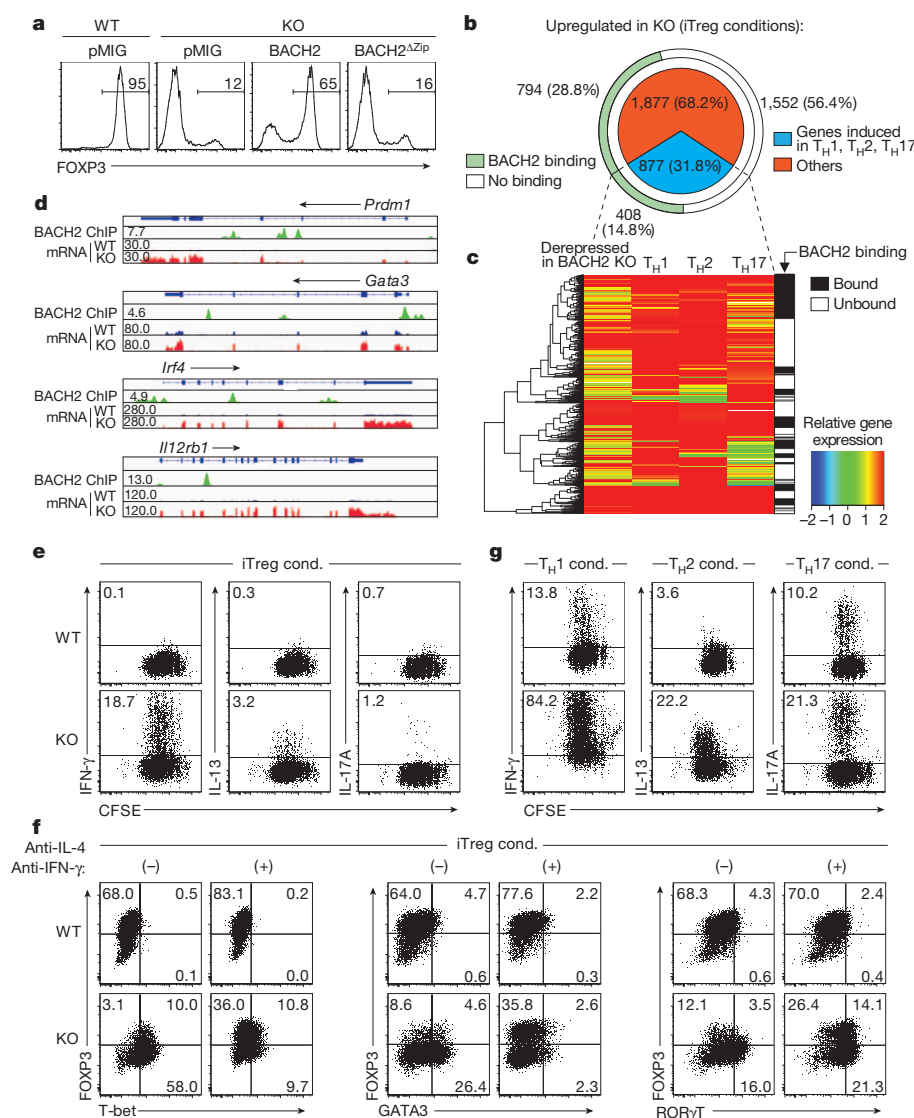 a
WT KO
pMIG pMIG BACH2 BACH2ΔZip
95 12 65 16
FOXP3
b
Upregulated in KO (iTreg conditions):
794 (28.8%)
1,877 (68.2%)
1,552 (56.4%)
877 (31.8%)
408
(14.8%)
BACH2 binding
No binding
Genes induced
in TH1, TH2, TH17
Others
d
Prdm1
BACH2 ChIP 7.7
mRNA WT 30.0
KO 30.0
Gata3
BACH2 ChIP 4.6
mRNA WT 80.0
KO 80.0
Irf4
BACH2 ChIP 4.9
mRNA WT 280.0
KO 280.0
Il12rb1
BACH2 ChIP 13.0
mRNA WT 120.0
KO 120.0
c
Derepressed
in BACH2 KO TH1 TH2 TH17
BACH2 binding
Bound
Unbound
Relative gene
expression
−2 −1 0 1 2
e
iTreg cond.
WT
0.1 0.3 0.7
KO
18.7 3.2 1.2
IFN-γ IL-13 IL-17A
CFSE
g
TH1 cond. TH2 cond. TH17 cond.
13.8 3.6 10.2
84.2 22.2 21.3
IFN-γ IL-13 IL-17A
CFSE
f
iTreg cond.
Anti-IL-4
Anti-IFN-γ: (−) (+) (−) (+) (−) (+)
WT
68.0 0.5 83.1 0.2 64.0 4.7 77.6 2.2 68.3 4.3 70.0 2.4
0.1 0.0 0.6 0.3 0.6 0.4
FOXP3 FOXP3 FOXP3
KO
3.1 10.0 36.0 10.8 8.6 4.6 35.8 2.6 12.1 3.5 26.4 14.1
58.0 9.7 26.4 2.3 16.0 21.3
FOXP3 FOXP3 FOXP3
T-bet GATA3 RORγT